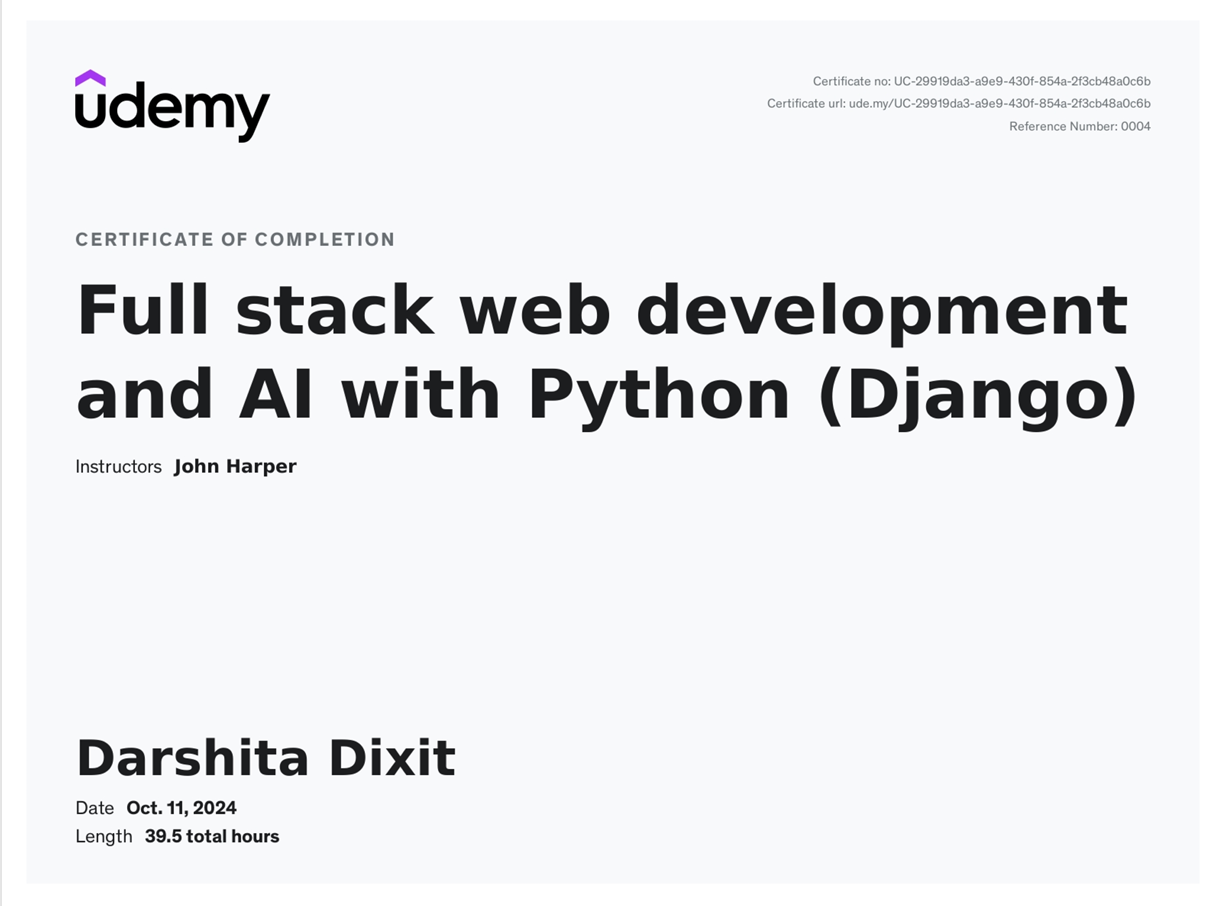 udemy
Certificate no: UC-29919da3-a9e9-430f-854a-2f3cb48a0c6b
Certificate url: ude.my/UC-29919da3-a9e9-430f-854a-2f3cb48a0c6b
Reference Number: 0004
CERTIFICATE OF COMPLETION
Full stack web development
and AI with Python (Django)
Instructors John Harper
Darshita Dixit
Date Oct. 11, 2024
Length 39.5 total hours